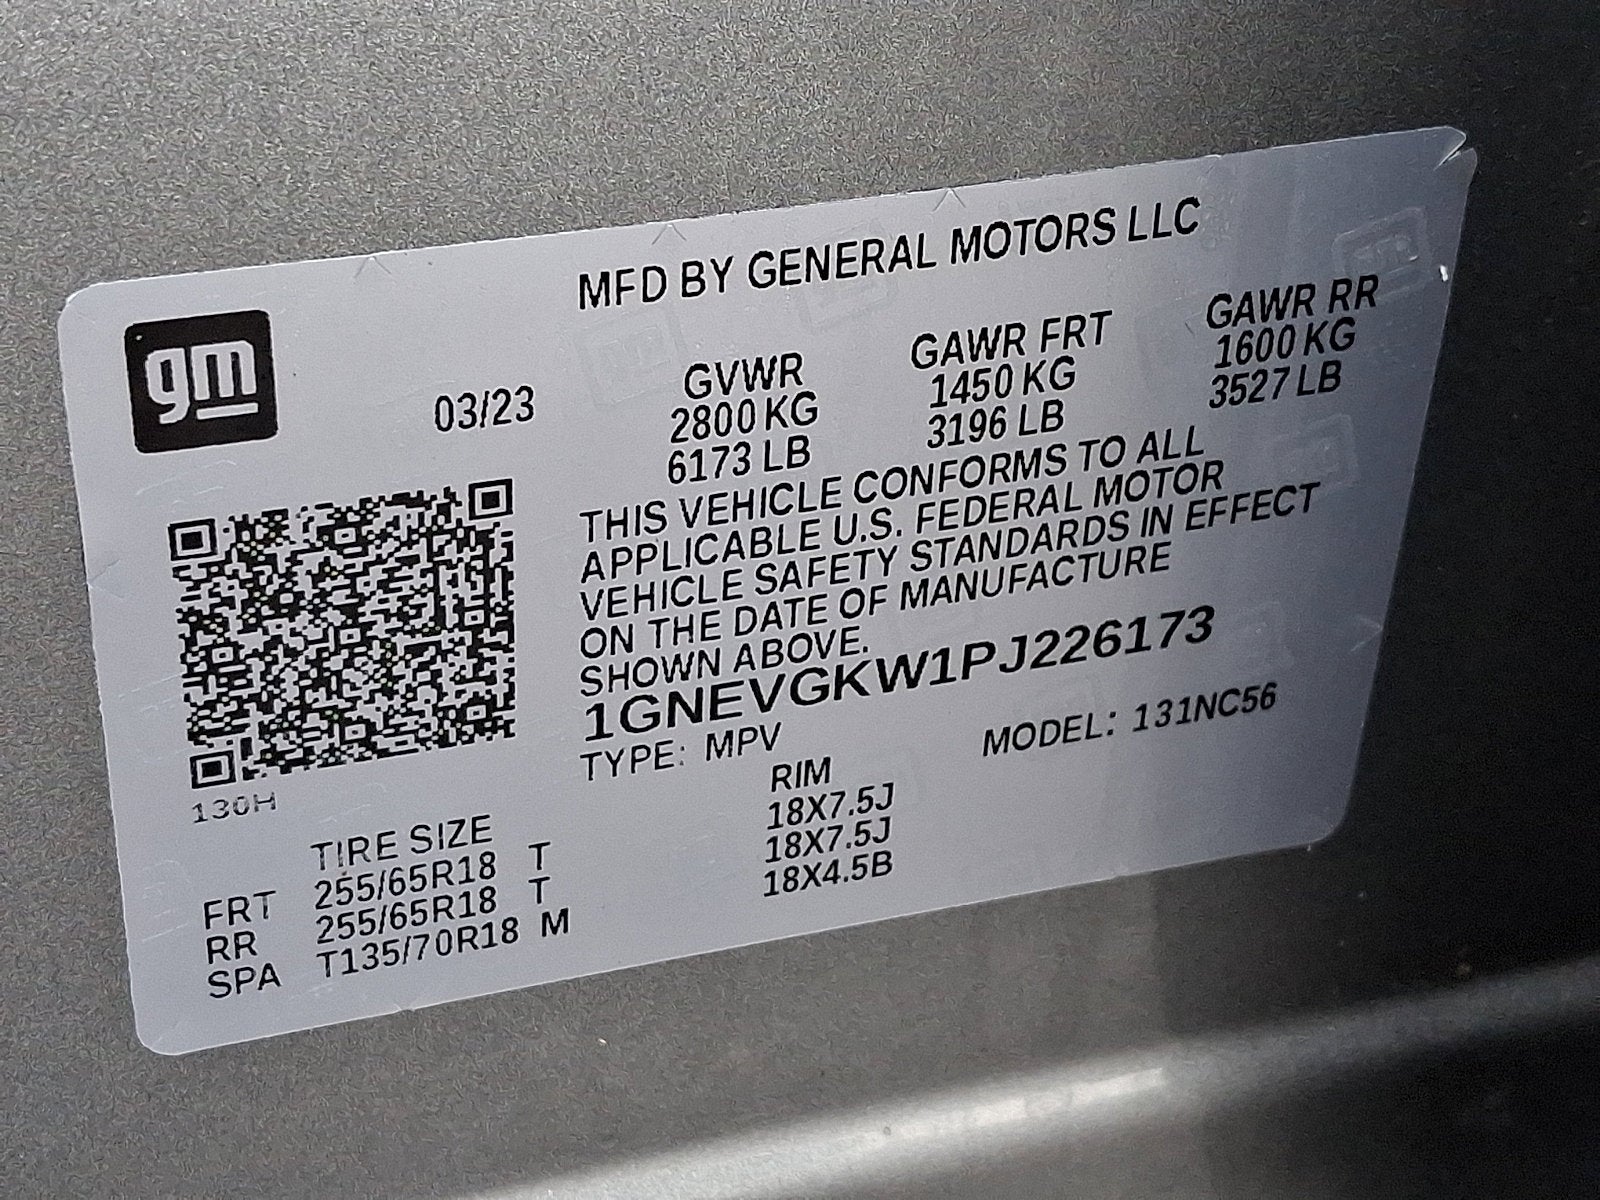 MFD BY GENERAL MOTORS LLC
gm
03/23
GVWR
2800 KG
6173 LB
GAWR FRT
1450 KG
3196 LB
GAWR RR
1600 KG
3527 LB
THIS VEHICLE CONFORMS TO ALL
APPLICABLE U.S. FEDERAL MOTOR
VEHICLE SAFETY STANDARDS IN EFFECT
ON THE DATE OF MANUFACTURE
SHOWN ABOVE.
1GNEVGKW1PJ226173
TYPE: MPV
MODEL: 131NC56
130H
TIRE SIZE RIM
FRT 255/65R18 T 18X7.5J
RR 255/65R18 T 18X7.5J
SPA T135/70R18 M 18X4.5B